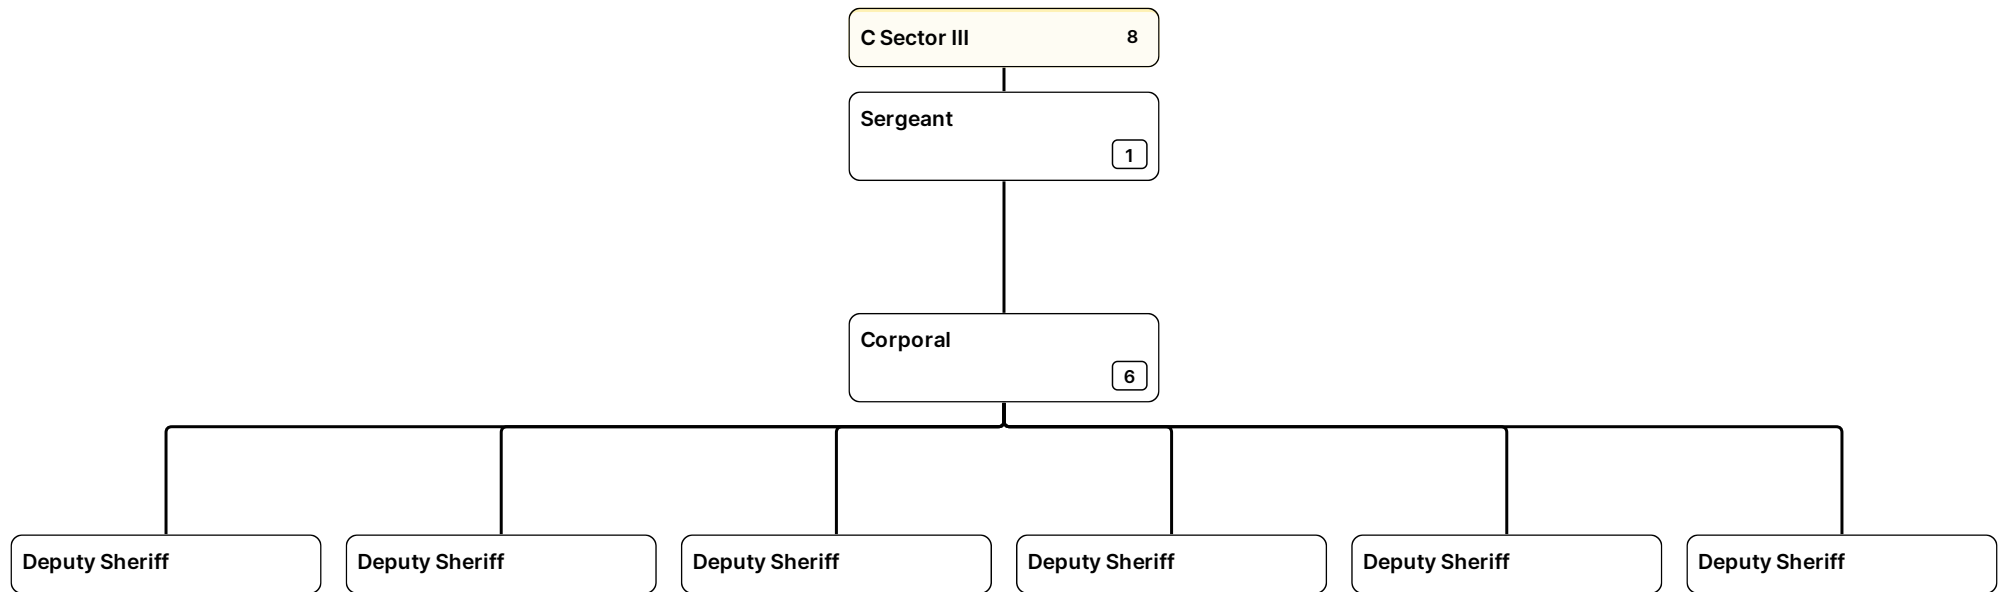 C Sector III 8
Sergeant
1
Corporal
6
Deputy Sheriff Deputy Sheriff Deputy Sheriff Deputy Sheriff Deputy Sheriff Deputy Sheriff